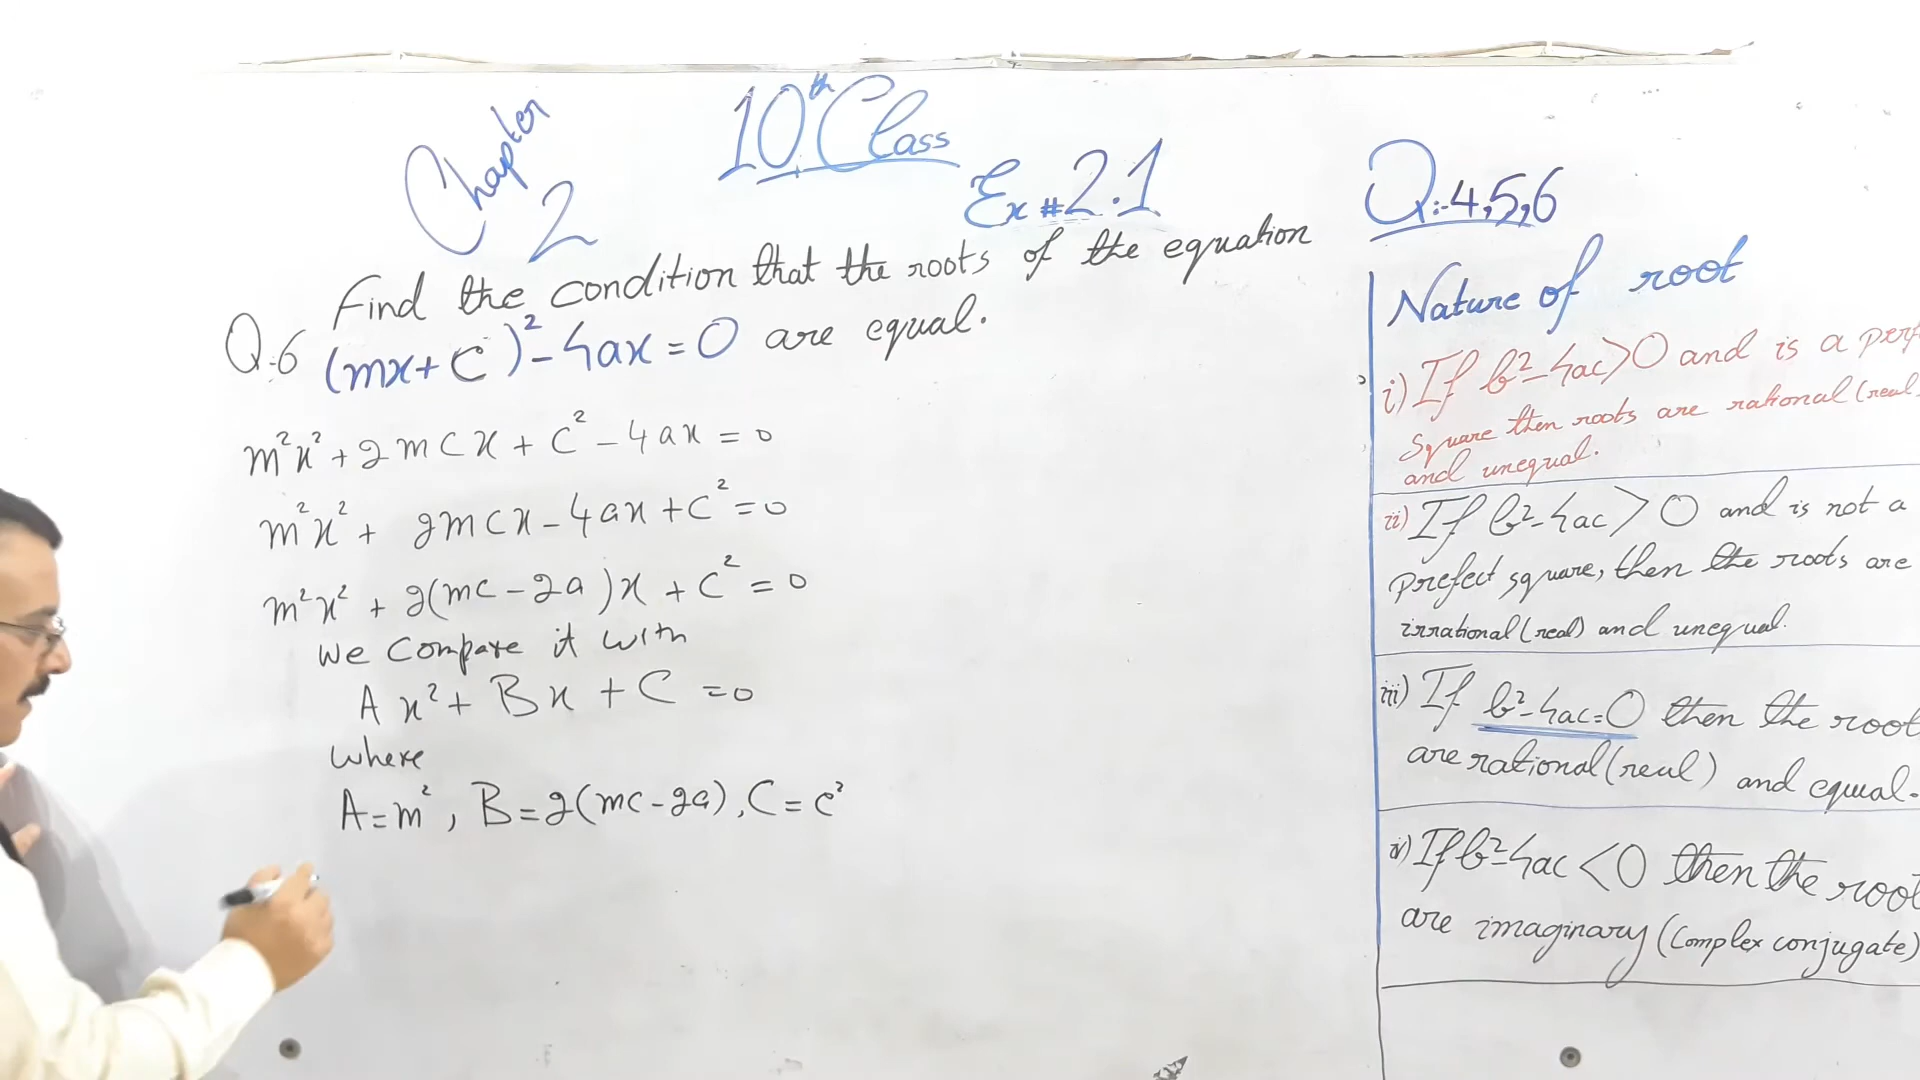 10th Class
Chapter
2
Ex # 2.1
Q:-4,5,6
Find the condition that the roots of the equation
Q.6 (mx+c)²-4ax=0 are equal.
m²x²+2mcx+c²-4ax=0
m²x²+ 2mcx-4ax+c²=0
m²x²+2(mc-2a)x+c²=0
We compare it with
Ax²+Bx+C=0
where
A=m², B=2(mc-2a), C=c²
Nature of root
i) If b²-4ac>0 and is a perf
Square then roots are rational (real
and unequal.
ii) If b²-4ac>0 and is not a
prefect square, then the roots are
irrational (real) and unequal.
iii) If b²-4ac=0 then the root
are rational (real) and equal.
iv) If b²-4ac<0 then the root
are imaginary (Complex conjugate)